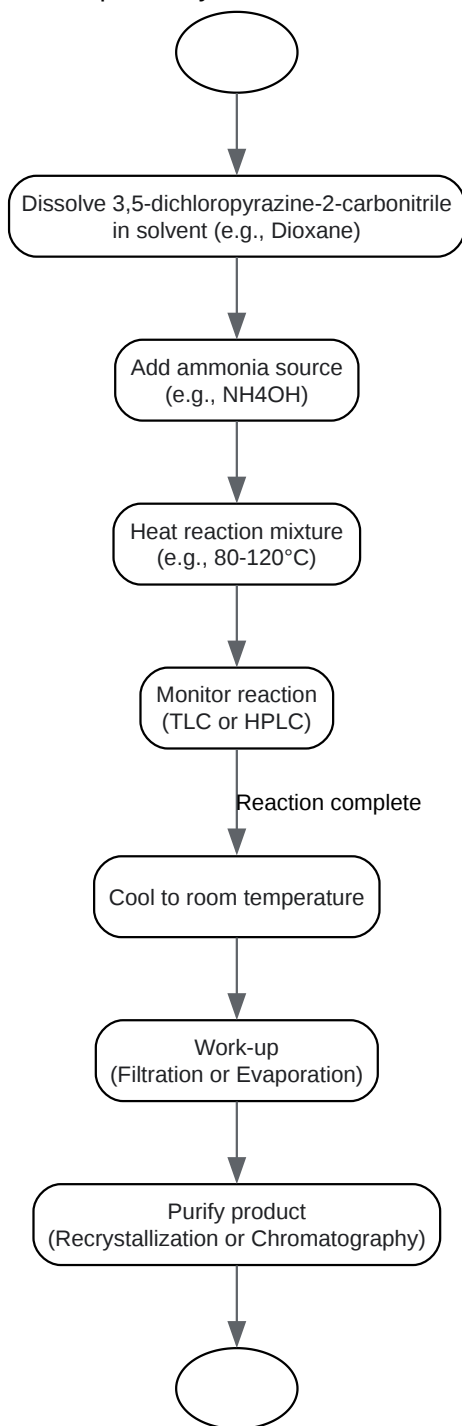 Dissolve 3,5-dichloropyrazine-2-carbonitrile
in solvent (e.g., Dioxane)
Add ammonia source
(e.g., NH4OH)
Heat reaction mixture
(e.g., 80-120°C)
Monitor reaction
(TLC or HPLC)
Reaction complete
Cool to room temperature
Work-up
(Filtration or Evaporation)
Purify product
(Recrystallization or Chromatography)